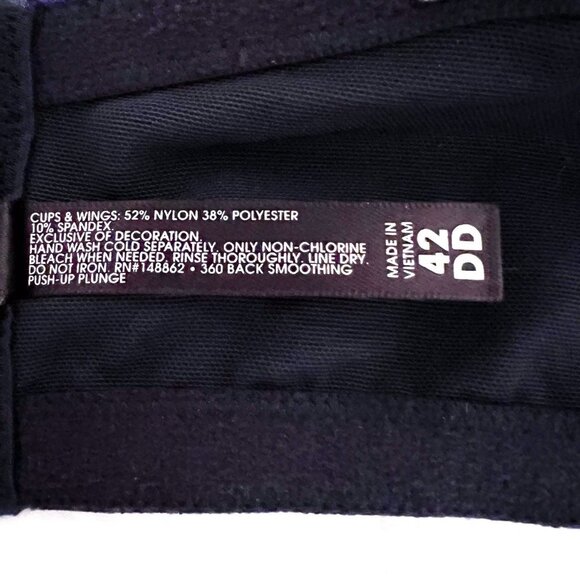 CUPS & WINGS: 52% NYLON 38% POLYESTER
10% SPANDEX.
EXCLUSIVE OF DECORATION.
HAND WASH COLD SEPARATELY. ONLY NON-CHLORINE
BLEACH WHEN NEEDED. RINSE THOROUGHLY. LINE DRY.
DO NOT IRON. RN#148862 • 360 BACK SMOOTHING
PUSH-UP PLUNGE
MADE IN
VIETNAM
42
DD